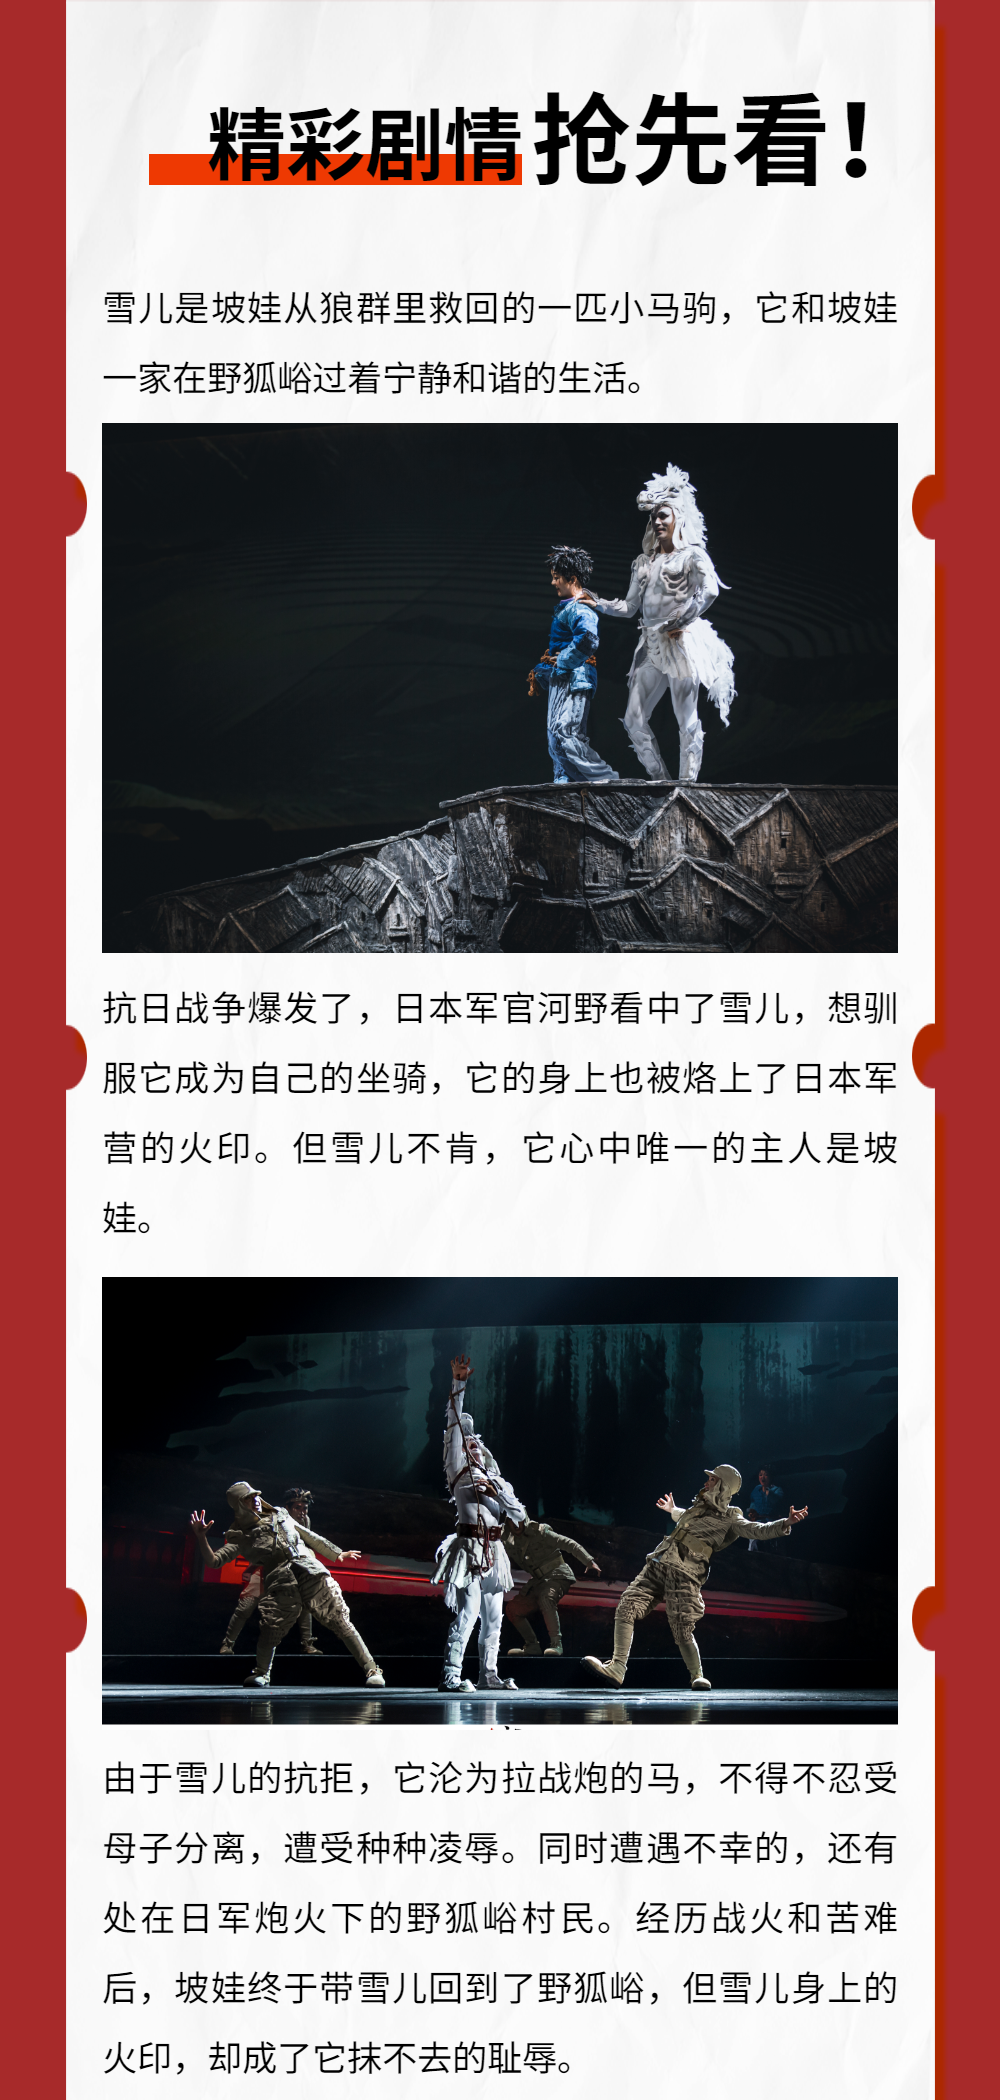 精彩剧情抢先看！
雪儿是坡娃从狼群里救回的一匹小马驹，它和坡娃
一家在野狐峪过着宁静和谐的生活。
抗日战争爆发了，日本军官河野看中了雪儿，想驯
服它成为自己的坐骑，它的身上也被烙上了日本军
营的火印。但雪儿不肯，它心中唯一的主人是坡
娃。
由于雪儿的抗拒，它沦为拉战炮的马，不得不忍受
母子分离，遭受种种凌辱。同时遭遇不幸的，还有
处在日军炮火下的野狐峪村民。经历战火和苦难
后，坡娃终于带雪儿回到了野狐峪，但雪儿身上的
火印，却成了它抹不去的耻辱。